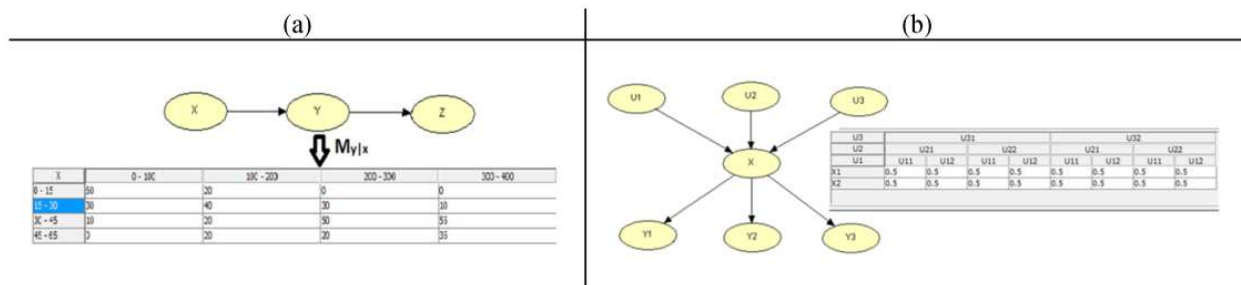 (a)
(b)
X Y Z
My|x
X 0 - 100 100 - 200 200 - 300 300 - 400
0 - 15 50 20 0 0
15 - 30 30 40 30 10
30 - 45 10 20 50 55
45 - 65 20 20 35
U1 U2 U3
X
Y1 Y2 Y3
U3 U31 U32
U2 U21 U22 U21 U22
U1 U11 U12 U11 U12 U11 U12 U11 U12
X1 0.5 0.5 0.5 0.5 0.5 0.5 0.5 0.5
X2 0.5 0.5 0.5 0.5 0.5 0.5 0.5 0.5